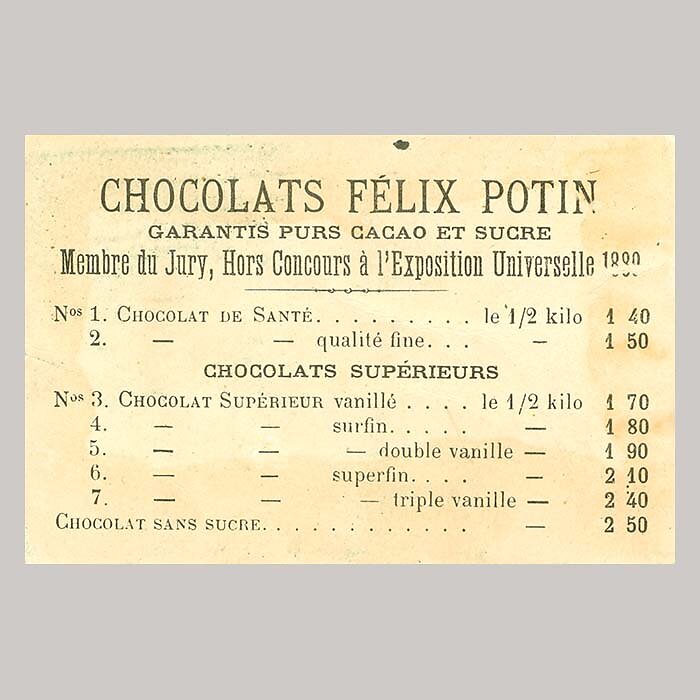 CHOCOLATS FÉLIX POTIN
GARANTIS PURS CACAO ET SUCRE
Membre du Jury, Hors Concours à l'Exposition Universelle
Nos 1. CHOCOLAT DE SANTÉ. . . . . . . . . . le 1/2 kilo 1 40
2. — — qualité fine. . . — 1 50
CHOCOLATS SUPÉRIEURS
Nos 3. CHOCOLAT SUPÉRIEUR vanillé . . . . le 1/2 kilo 1 70
4. — — surfin. . . . . — 1 80
5. — — — double vanille — 1 90
6. — — superfin. . . . — 2 10
7. — — — triple vanille — 2 40
CHOCOLAT SANS SUCRE. . . . . . . . . . . . — 2 50